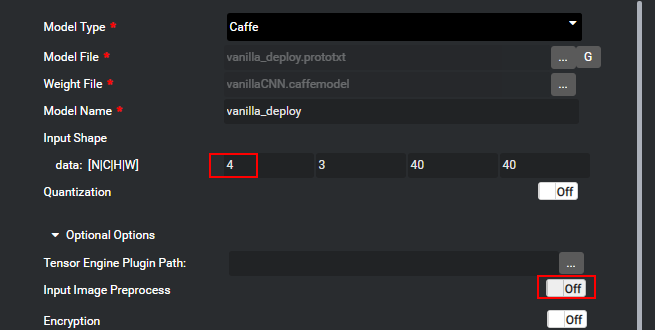 Model Type * Caffe
Model File * vanilla_deploy.prototxt ... G
Weight File * vanillaCNN.caffemodel ...
Model Name * vanilla_deploy
Input Shape
data: [N|C|H|W] 4 3 40 40
Quantization Off
Optional Options
Tensor Engine Plugin Path: ...
Input Image Preprocess Off
Encryption Off